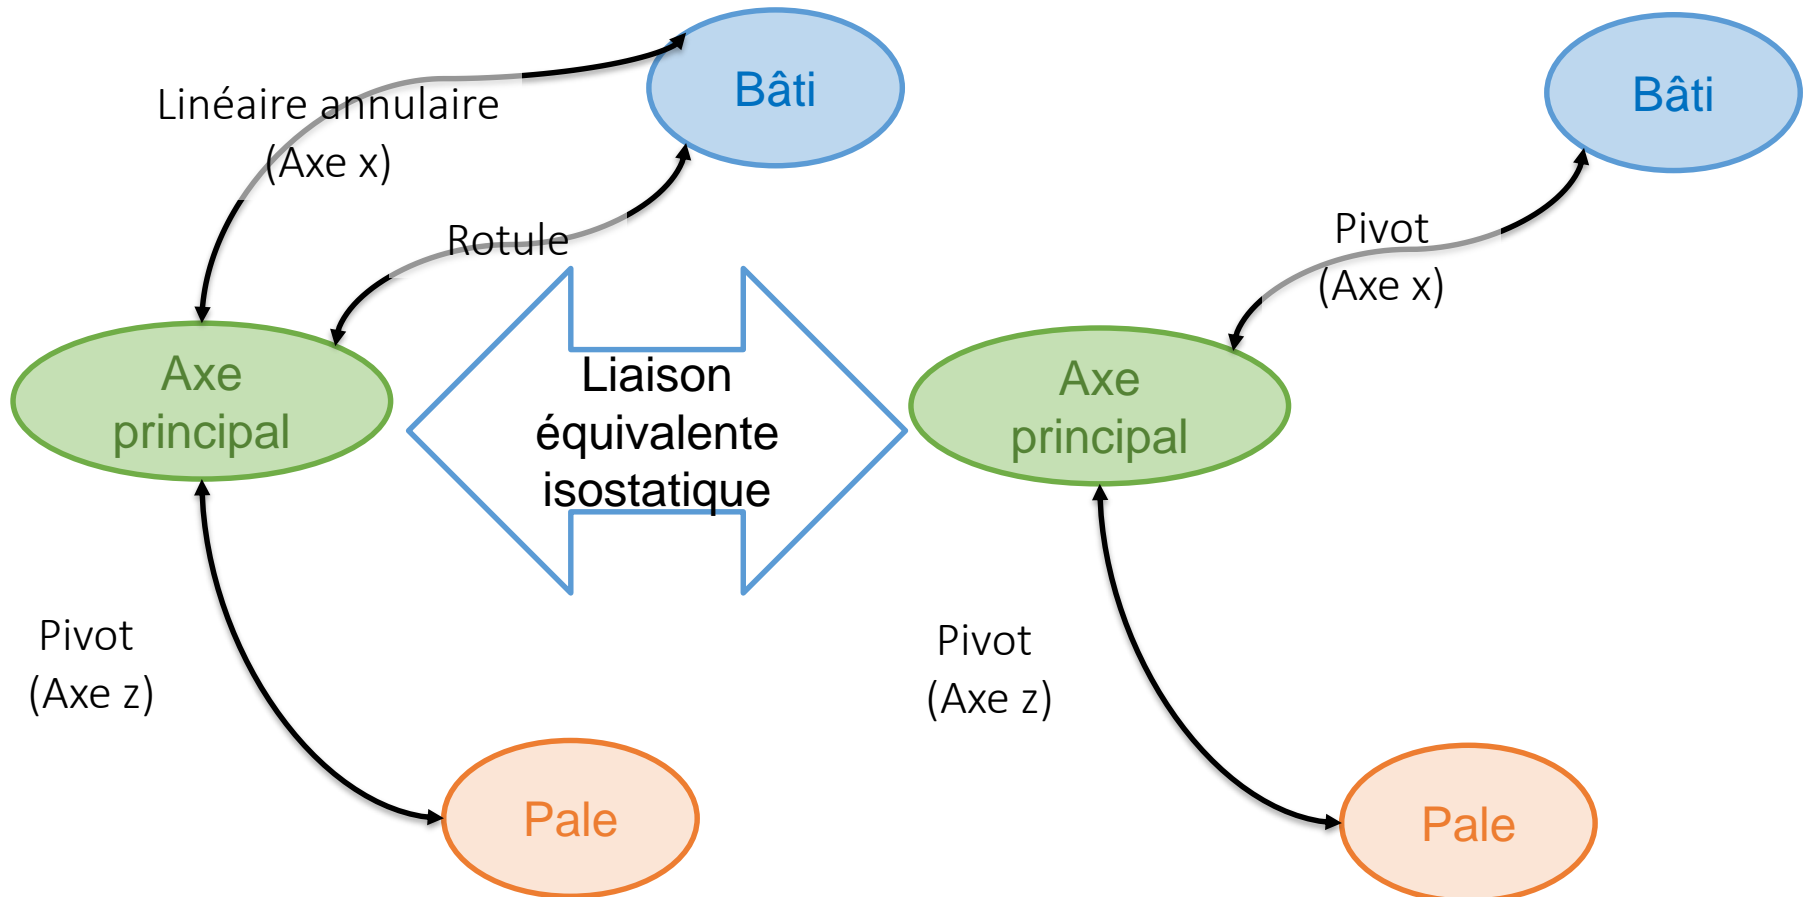 Bâti
Linéaire annulaire
(Axe x)
Rotule
Axe
principal
Pivot
(Axe z)
Pale
Liaison
équivalente
isostatique
Bâti
Pivot
(Axe x)
Axe
principal
Pivot
(Axe z)
Pale